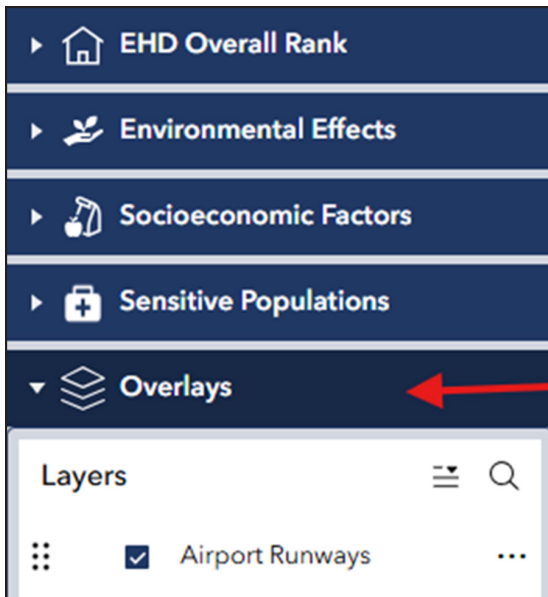 EHD Overall Rank
Environmental Effects
Socioeconomic Factors
Sensitive Populations
Overlays
Layers
Airport Runways